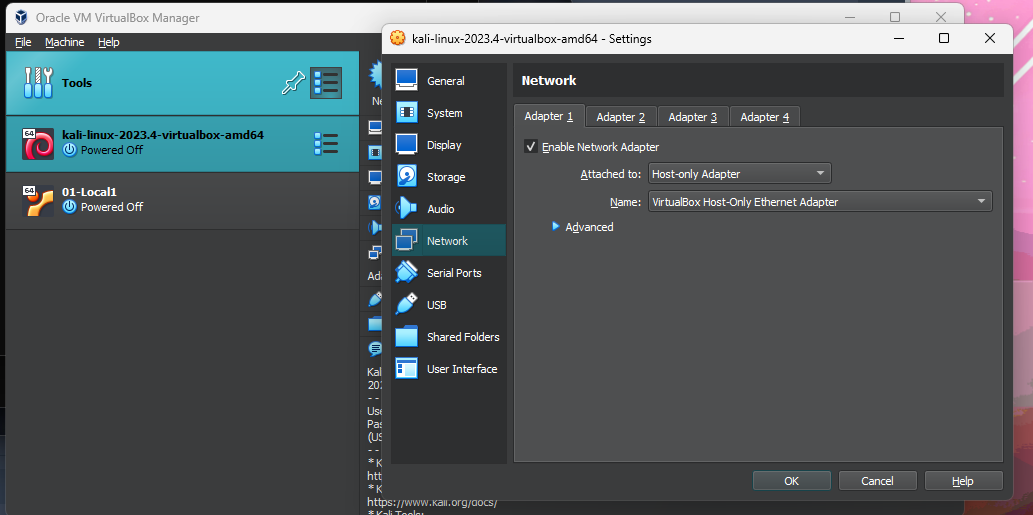 Oracle VM VirtualBox Manager
File Machine Help
Tools
64
kali-linux-2023.4-virtualbox-amd64
Powered Off
64
01-Local1
Powered Off
Ne
Ada
Kal
202
- -
Use
Pas
(US
- -
* K
htt
* K
https://www.kali.org/docs/
* Kali Tools:
kali-linux-2023.4-virtualbox-amd64 - Settings
General
System
Display
Storage
Audio
Network
Serial Ports
USB
Shared Folders
User Interface
Network
Adapter 1 Adapter 2 Adapter 3 Adapter 4
Enable Network Adapter
Attached to: Host-only Adapter
Name: VirtualBox Host-Only Ethernet Adapter
Advanced
OK Cancel Help